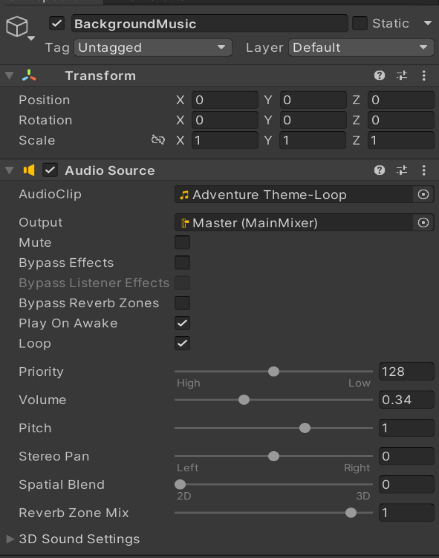 BackgroundMusic Static
Tag Untagged Layer Default
Transform
Position X 0 Y 0 Z 0
Rotation X 0 Y 0 Z 0
Scale X 1 Y 1 Z 1
Audio Source
AudioClip Adventure Theme-Loop
Output Master (MainMixer)
Mute
Bypass Effects
Bypass Listener Effects
Bypass Reverb Zones
Play On Awake
Loop
Priority 128
High Low
Volume 0.34
Pitch 1
Stereo Pan 0
Left Right
Spatial Blend 0
2D 3D
Reverb Zone Mix 1
3D Sound Settings